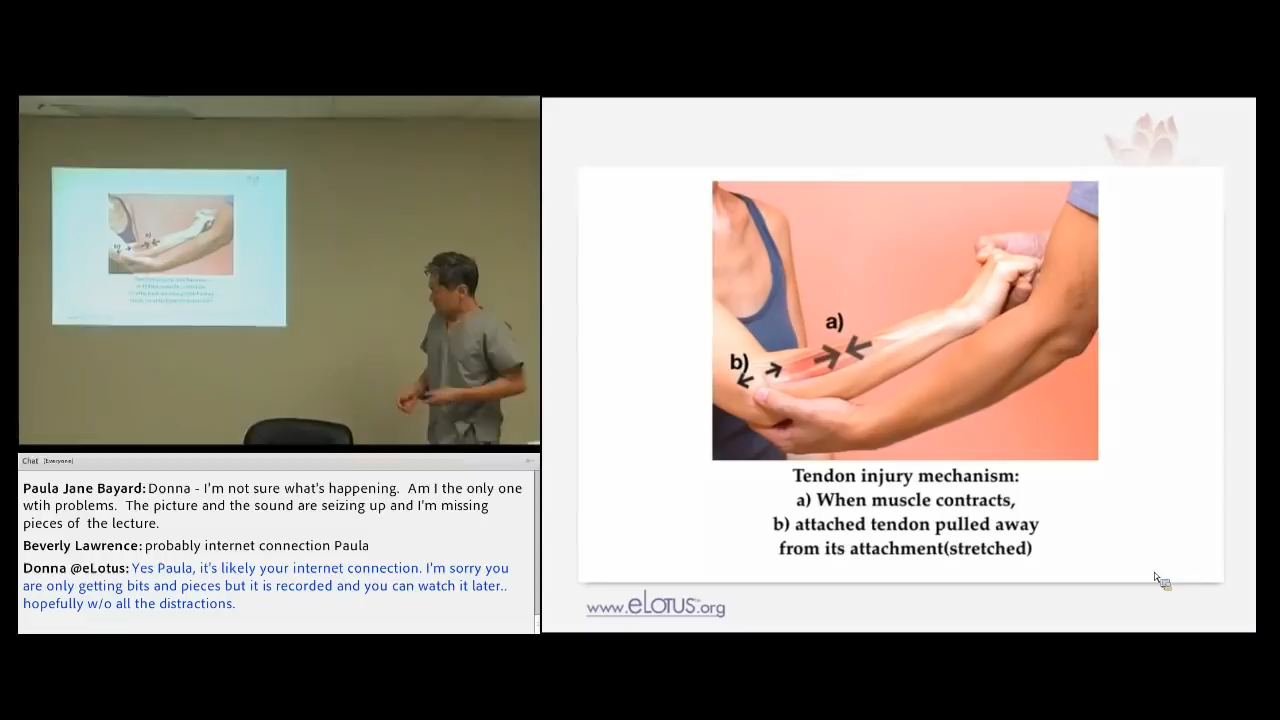 Chat (Everyone)
Paula Jane Bayard: Donna - I'm not sure what's happening. Am I the only one
wtih problems. The picture and the sound are seizing up and I'm missing
pieces of the lecture.
Beverly Lawrence: probably internet connection Paula
Donna @eLotus: Yes Paula, it's likely your internet connection. I'm sorry you
are only getting bits and pieces but it is recorded and you can watch it later..
hopefully w/o all the distractions.
a)
b)
Tendon injury mechanism:
a) When muscle contracts,
b) attached tendon pulled away
from its attachment(stretched)
www.eLOTUS.org